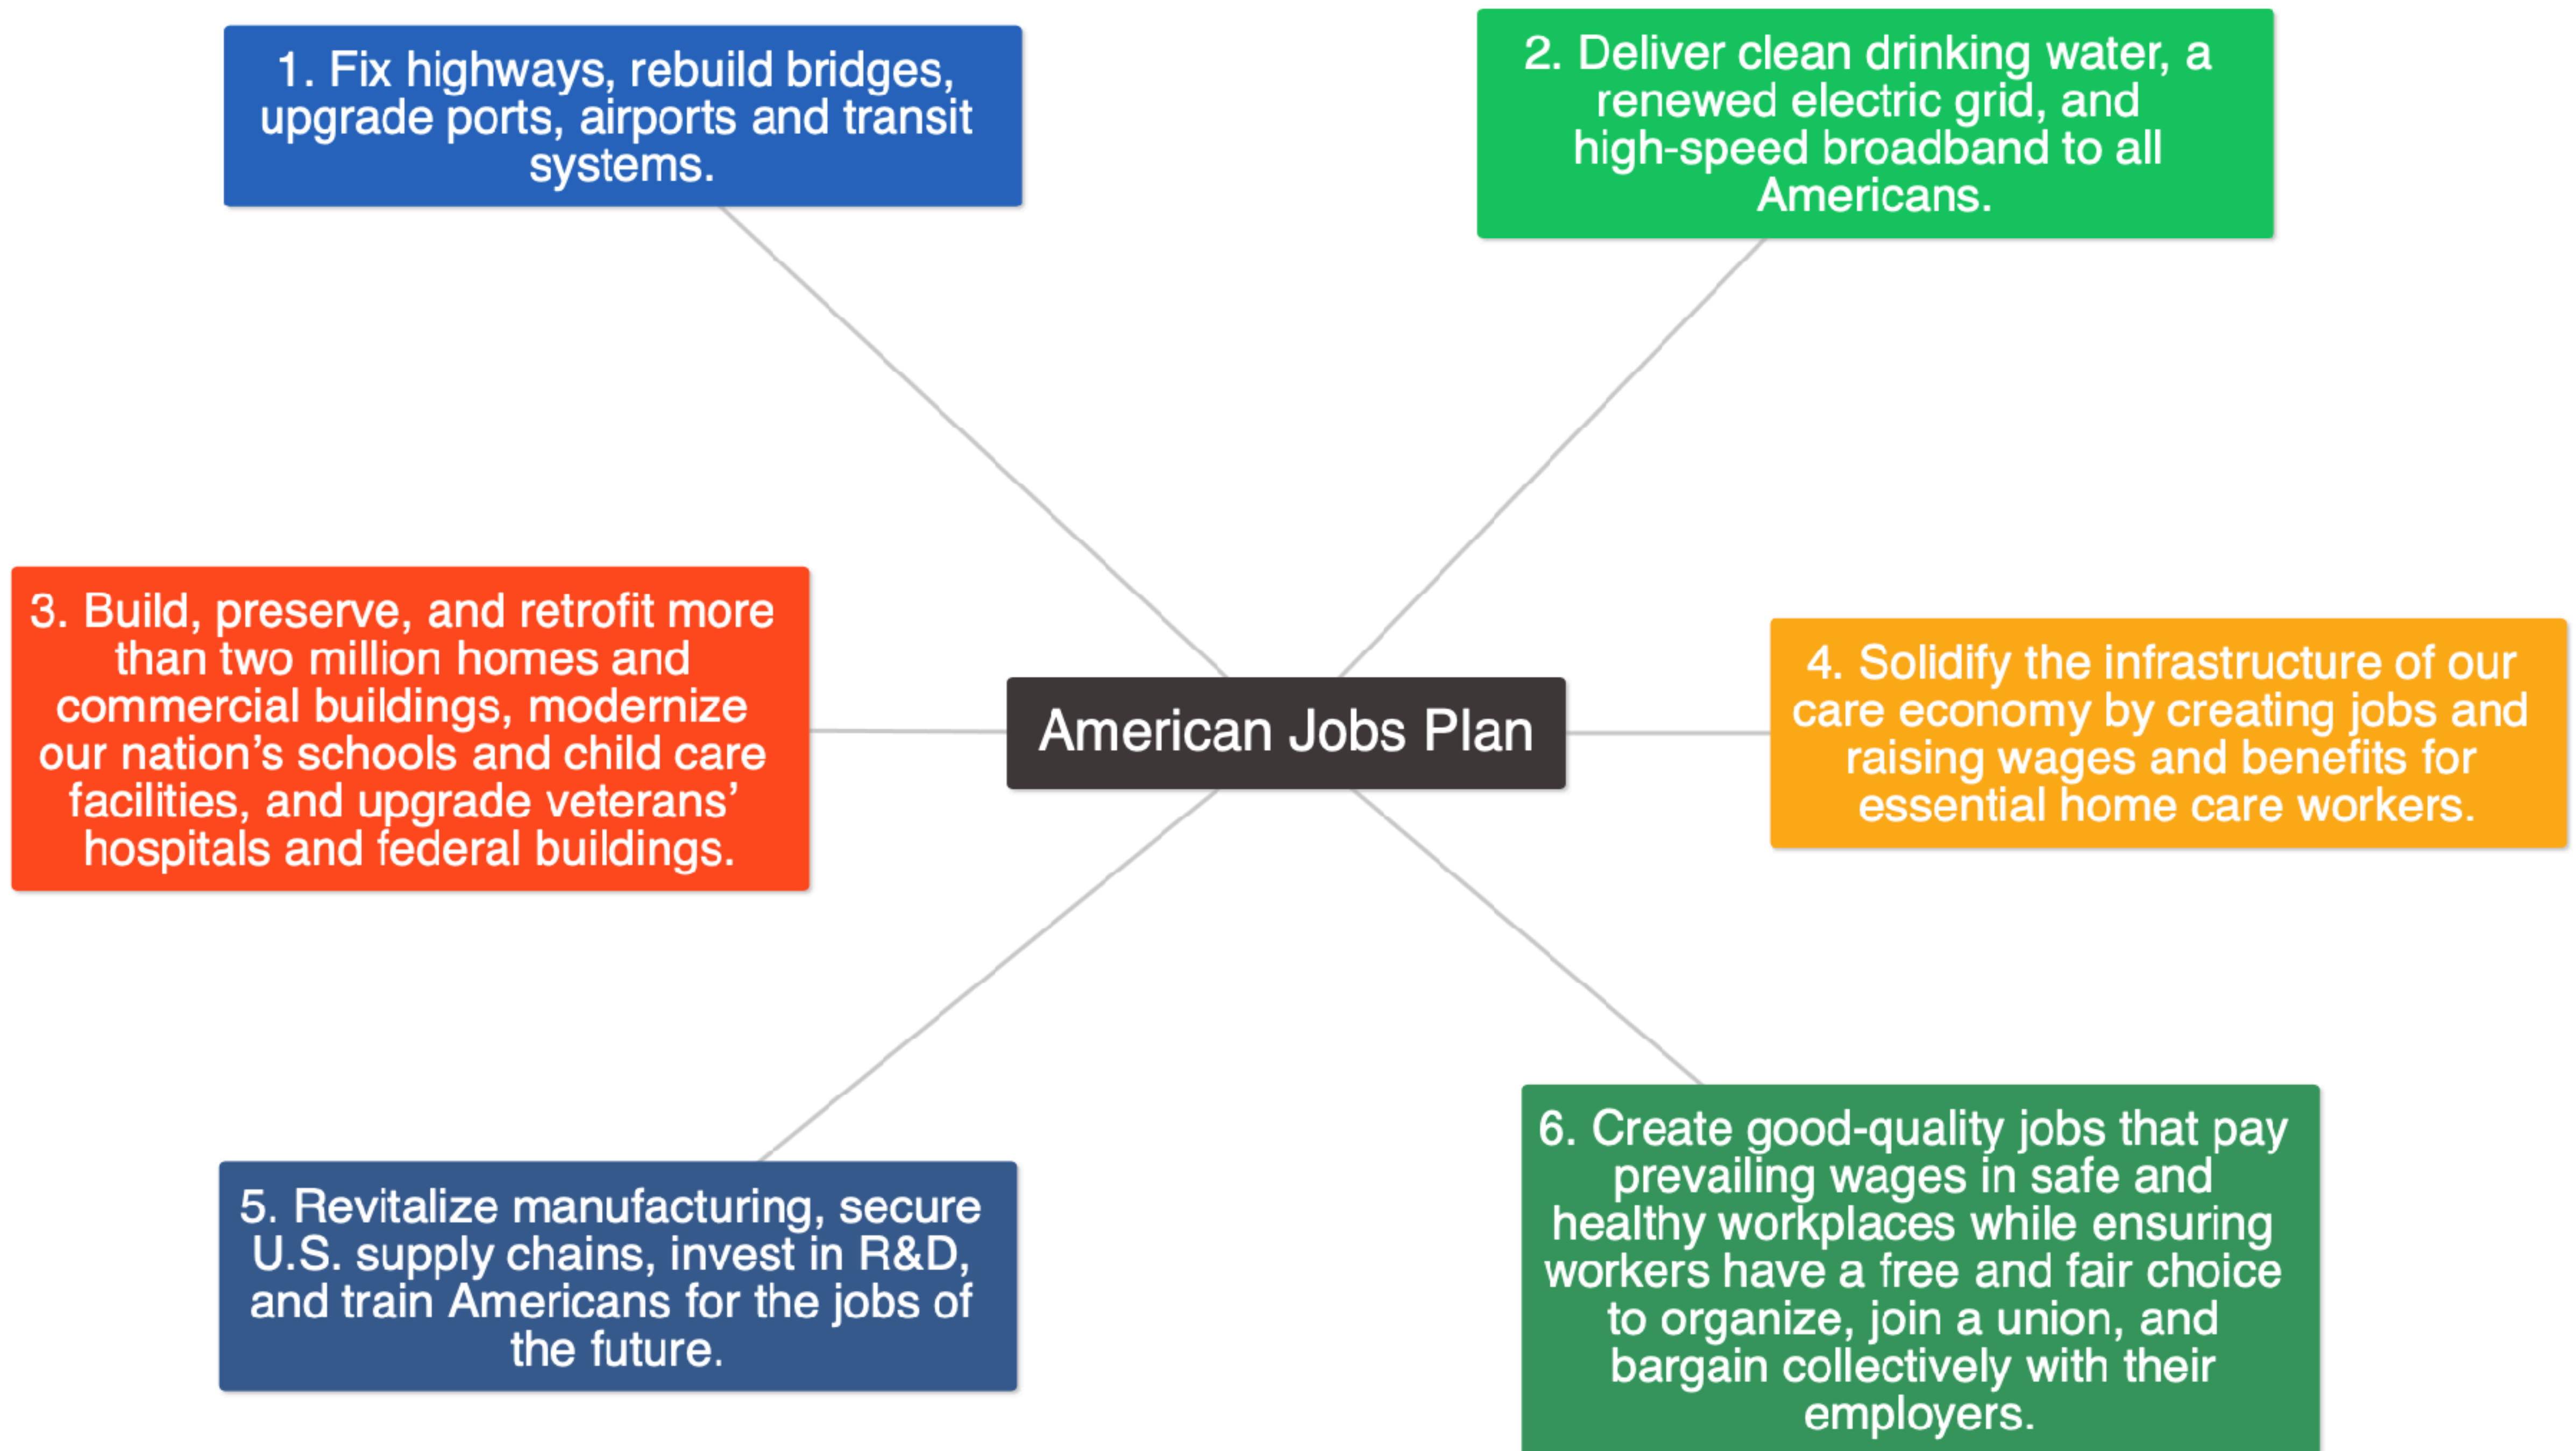 1. Fix highways, rebuild bridges,
upgrade ports, airports and transit
systems.
2. Deliver clean drinking water, a
renewed electric grid, and
high-speed broadband to all
Americans.
3. Build, preserve, and retrofit more
than two million homes and
commercial buildings, modernize
our nation’s schools and child care
facilities, and upgrade veterans’
hospitals and federal buildings.
American Jobs Plan
4. Solidify the infrastructure of our
care economy by creating jobs and
raising wages and benefits for
essential home care workers.
5. Revitalize manufacturing, secure
U.S. supply chains, invest in R&D,
and train Americans for the jobs of
the future.
6. Create good-quality jobs that pay
prevailing wages in safe and
healthy workplaces while ensuring
workers have a free and fair choice
to organize, join a union, and
bargain collectively with their
employers.